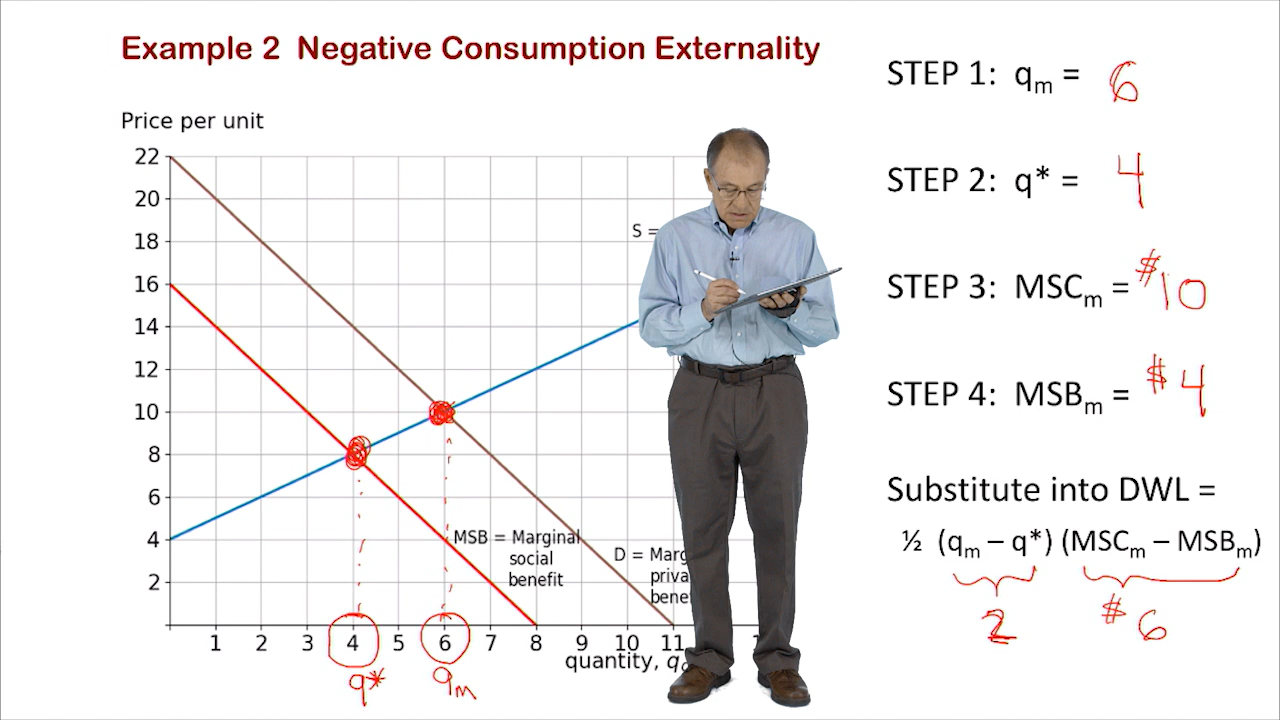 Example 2 Negative Consumption Externality
Price per unit
22
20
18
16
14
12
10
8
6
4
2
S =
MSB = Marginal
social
benefit
D = Marg
priva
bene
1 2 3 4 5 6 7 8 9 10 11
quantity, q
q* qm
STEP 1: qm = 6
STEP 2: q* = 4
STEP 3: MSCm = $10
STEP 4: MSBm = $4
Substitute into DWL =
½ (qm – q*) (MSCm – MSBm)
2 $6